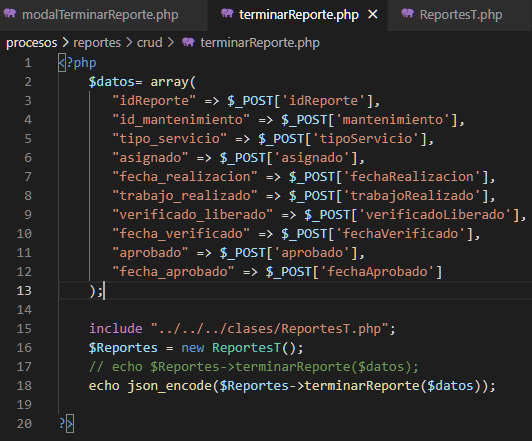 modalTerminarReporte.php terminarReporte.php × ReportesT.php
procesos > reportes > crud > terminarReporte.php
1 <?php
2 $datos= array(
3 "idReporte" => $_POST['idReporte'],
4 "id_mantenimiento" => $_POST['mantenimiento'],
5 "tipo_servicio" => $_POST['tipoServicio'],
6 "asignado" => $_POST['asignado'],
7 "fecha_realizacion" => $_POST['fechaRealizacion'],
8 "trabajo_realizado" => $_POST['trabajoRealizado'],
9 "verificado_liberado" => $_POST['verificadoLiberado'],
10 "fecha_verificado" => $_POST['fechaVerificado'],
11 "aprobado" => $_POST['aprobado'],
12 "fecha_aprobado" => $_POST['fechaAprobado']
13 );
14
15 include "../../../clases/ReportesT.php";
16 $Reportes = new ReportesT();
17 // echo $Reportes->terminarReporte($datos);
18 echo json_encode($Reportes->terminarReporte($datos));
19
20 ?>